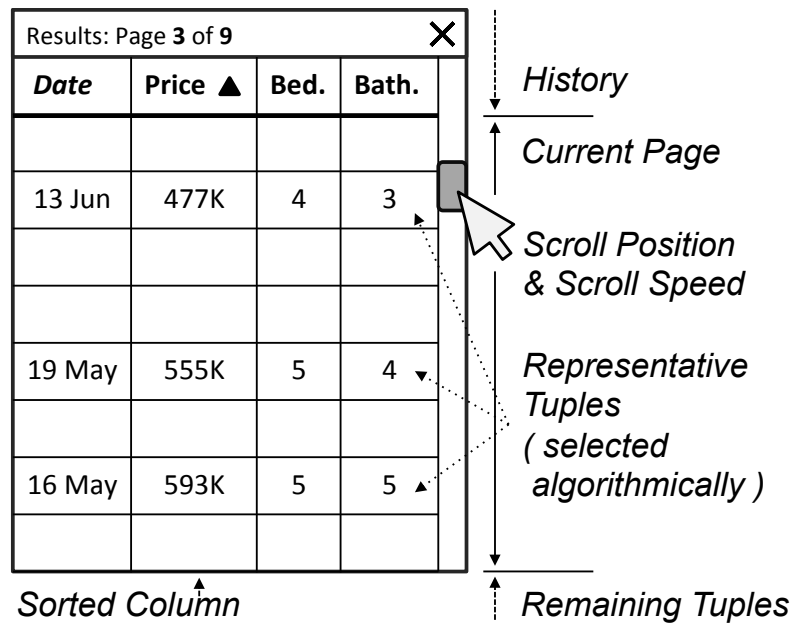 Results: Page 3 of 9
Date Price ▲ Bed. Bath.
13 Jun 477K 4 3
19 May 555K 5 4
16 May 593K 5 5
Sorted Column
History
Current Page
Scroll Position
& Scroll Speed
Representative
Tuples
( selected
algorithmically )
Remaining Tuples